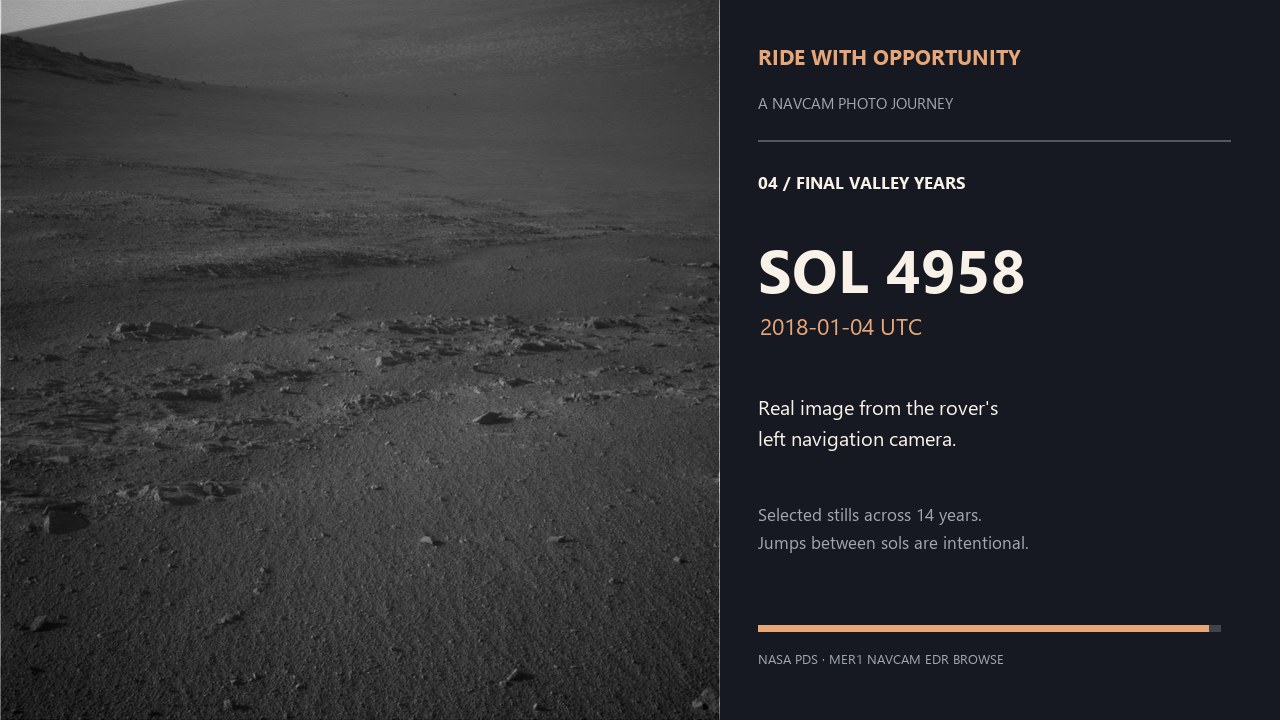 RIDE WITH OPPORTUNITY
A NAVCAM PHOTO JOURNEY
04 / FINAL VALLEY YEARS
SOL 4958
2018-01-04 UTC
Real image from the rover's
left navigation camera.
Selected stills across 14 years.
Jumps between sols are intentional.
NASA PDS · MER1 NAVCAM EDR BROWSE